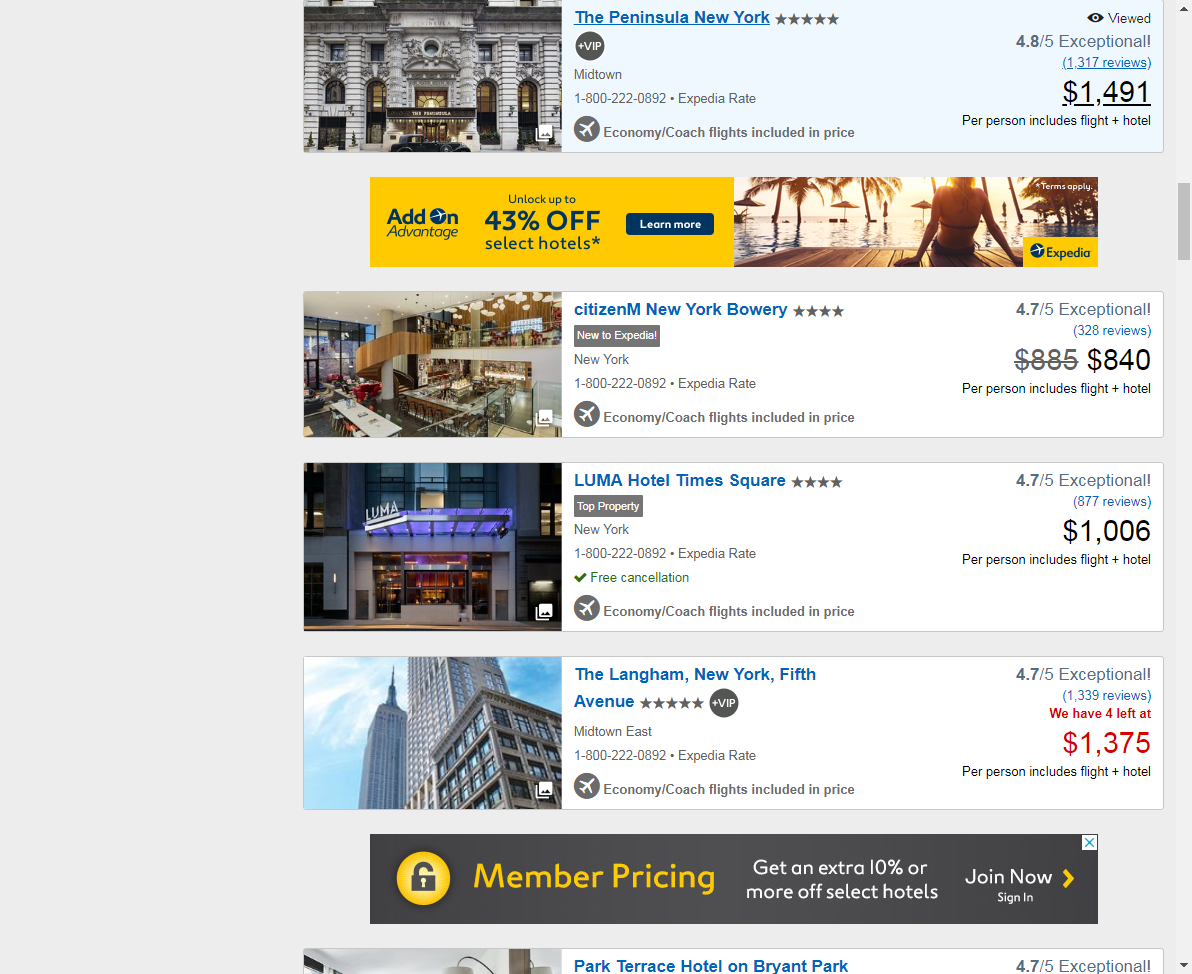 The Peninsula New York
Viewed
+VIP
4.8/5 Exceptional!
(1,317 reviews)
Midtown
$1,491
1-800-222-0892 • Expedia Rate
Per person includes flight + hotel
Economy/Coach flights included in price
THE PENINSULA
Add On
Advantage
Unlock up to
43% OFF
select hotels*
Learn more
*Terms apply.
Expedia
citizenM New York Bowery
4.7/5 Exceptional!
New to Expedia!
(328 reviews)
New York
$885 $840
1-800-222-0892 • Expedia Rate
Per person includes flight + hotel
Economy/Coach flights included in price
LUMA
LUMA Hotel Times Square
4.7/5 Exceptional!
Top Property
(877 reviews)
New York
$1,006
1-800-222-0892 • Expedia Rate
Per person includes flight + hotel
Free cancellation
Economy/Coach flights included in price
The Langham, New York, Fifth
Avenue
+VIP
4.7/5 Exceptional!
(1,339 reviews)
We have 4 left at
Midtown East
$1,375
1-800-222-0892 • Expedia Rate
Per person includes flight + hotel
Economy/Coach flights included in price
Member Pricing
Get an extra 10% or
more off select hotels
Join Now
Sign In
Park Terrace Hotel on Bryant Park
4.7/5 Exceptional!